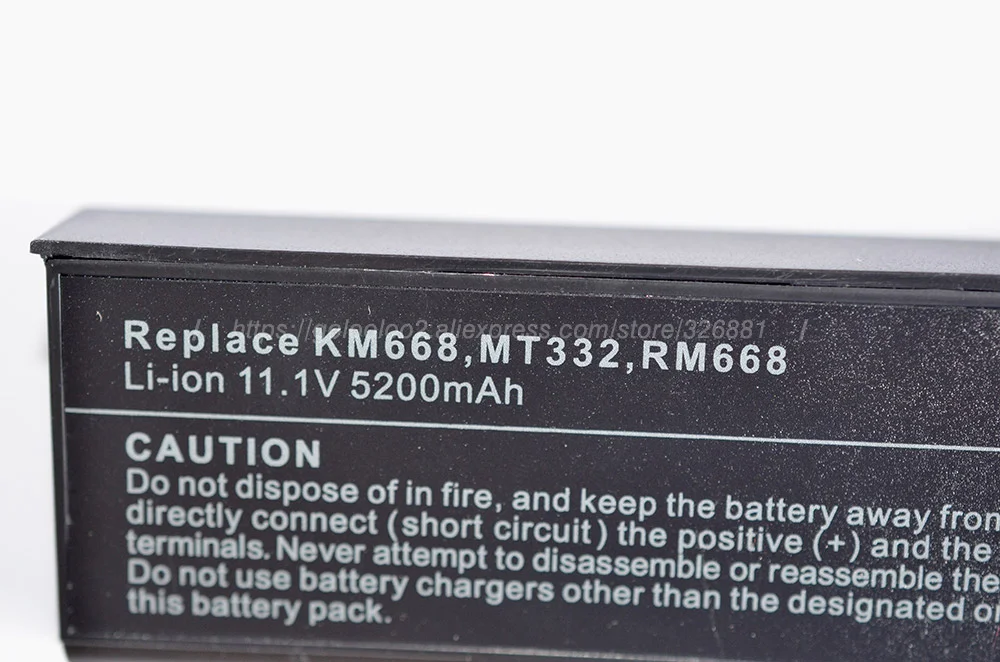 Replace KM668,MT332,RM668
Li-ion 11.1V 5200mAh
CAUTION
Do not dispose of in fire, and keep the battery away from
directly connect (short circuit) the positive (+) and the
terminals. Never attempt to disassemble or reassemble the
Do not use battery chargers other than the designated
this battery pack.